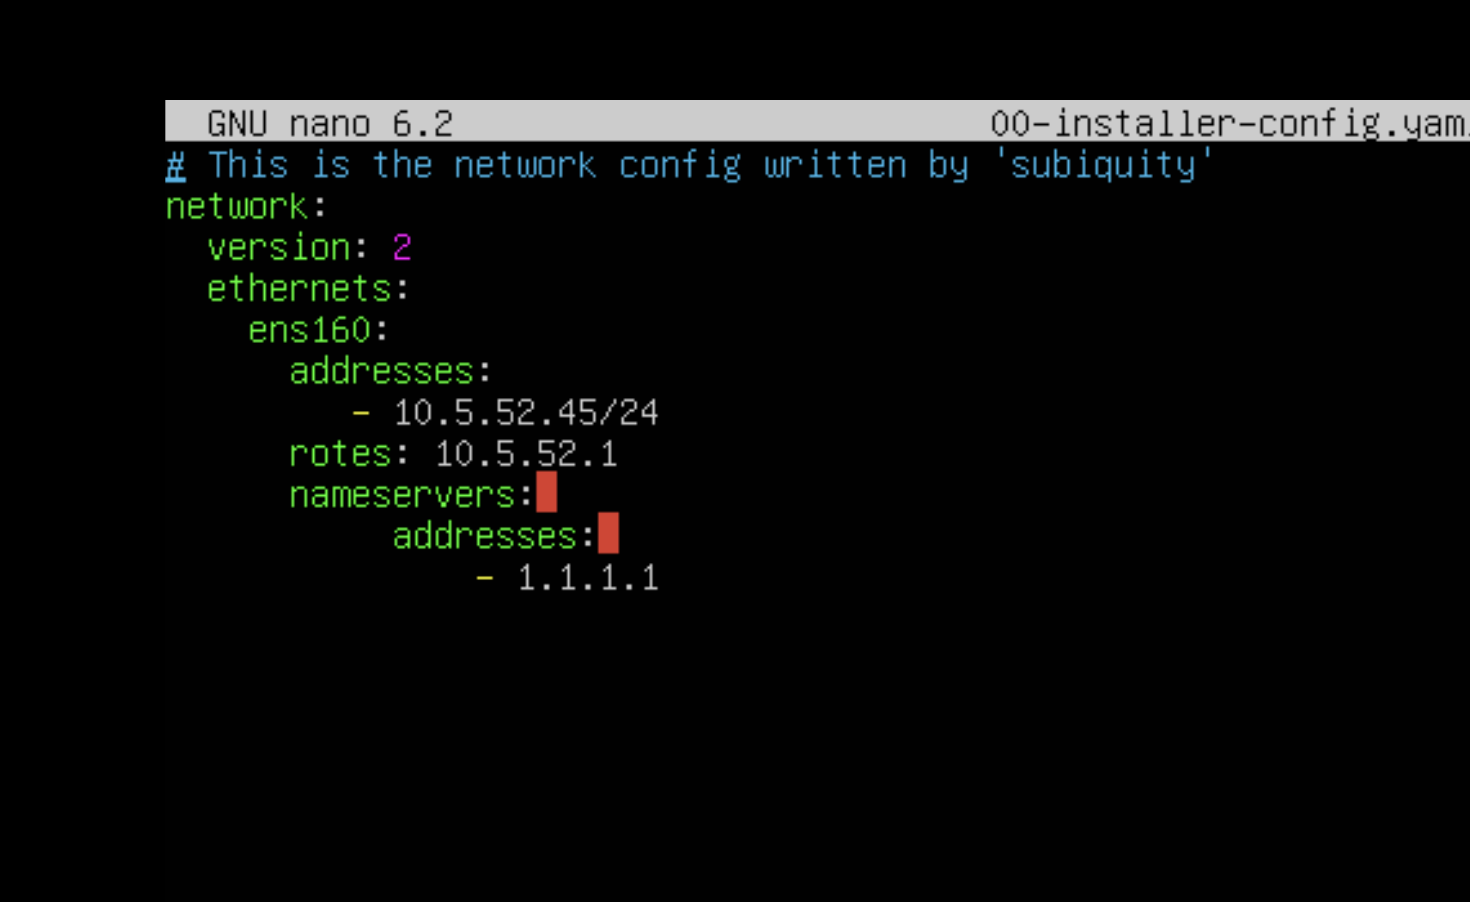 GNU nano 6.2 00-installer-config.yam
# This is the network config written by 'subiquity'
network:
  version: 2
  ethernets:
    ens160:
      addresses:
         - 10.5.52.45/24
      rotes: 10.5.52.1
      nameservers:
           addresses:
               - 1.1.1.1